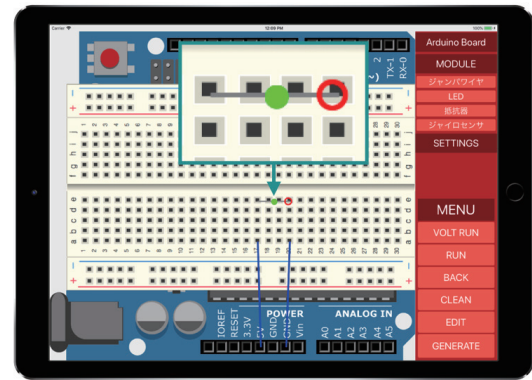 Carrier
12:09 PM
100%
Arduino Board
MODULE
ジャンパワイヤ
LED
抵抗器
ジャイロセンサ
SETTINGS
MENU
VOLT RUN
RUN
BACK
CLEAN
EDIT
GENERATE
2
TX-1
RX-0
j
i
h
g
f
e
d
c
b
a
IOREF
RESET
3.3V
5V
GND
GND
Vin
POWER
ANALOG IN
A0
A1
A2
A3
A4
A5